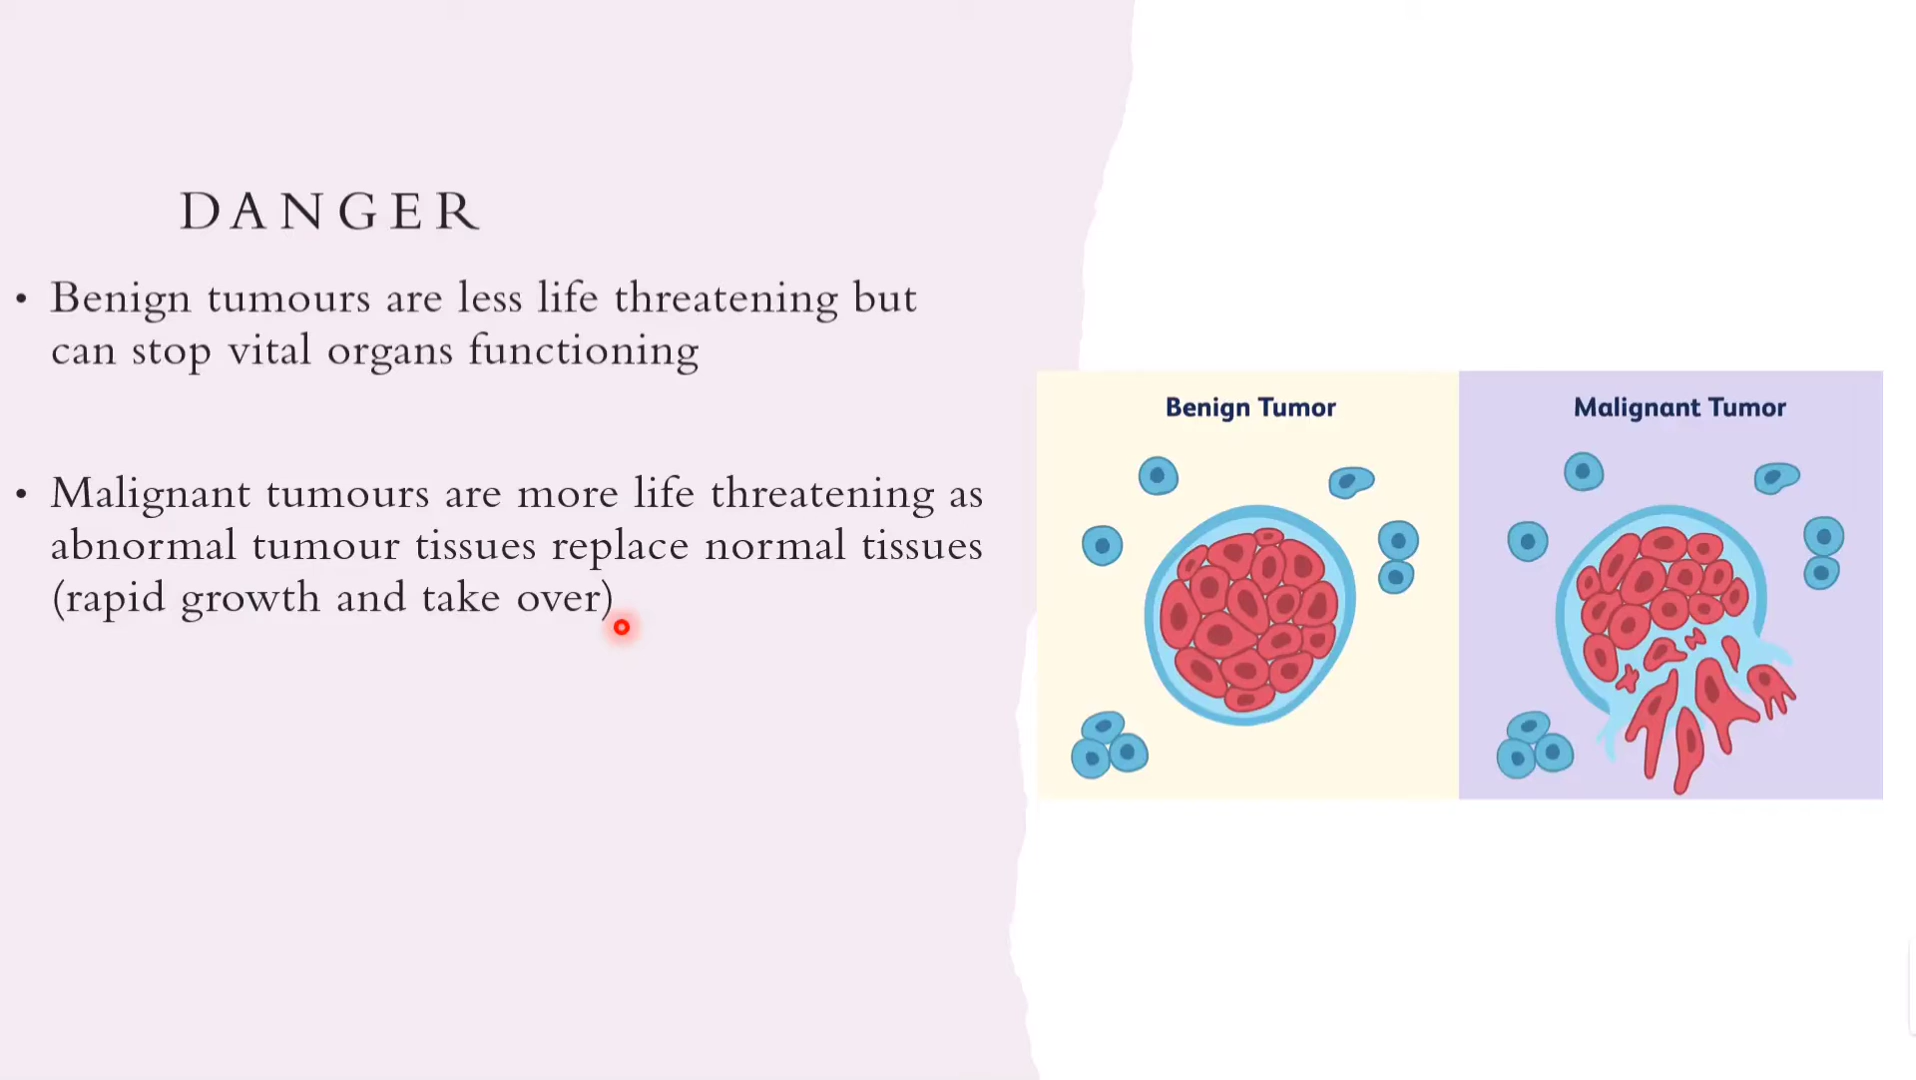 DANGER
• Benign tumours are less life threatening but
can stop vital organs functioning
• Malignant tumours are more life threatening as
abnormal tumour tissues replace normal tissues
(rapid growth and take over)
Benign Tumor
Malignant Tumor